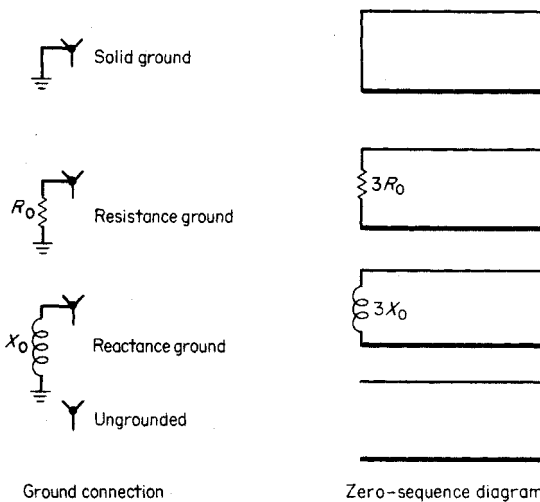 Solid ground
R0
Resistance ground
3R0
X0
Reactance ground
3X0
Ungrounded
Ground connection
Zero-sequence diagram